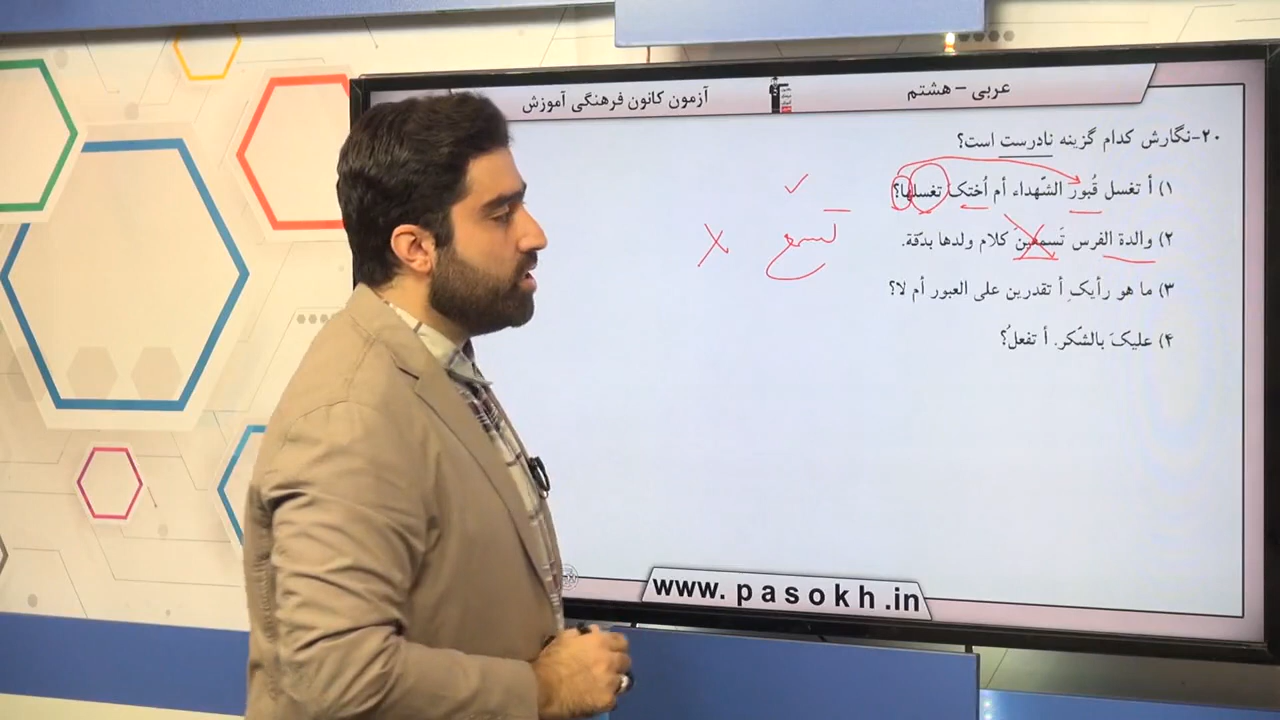 عربی – هشتم
آزمون کانون فرهنگی آموزش
۲۰-نگارش کدام گزینه نادرست است؟
۱) أ تغسل قُبور الشّهداء أم اُختک تغسلها؟
۲) والدة الفرس تَسمعینَ کلام ولدها بدقّة.
تسمع
۳) ما هو رأیکِ أ تقدرین علی العبور أم لا؟
۴) علیکَ بالشّکر. أ تفعلُ؟
www.pasokh.in